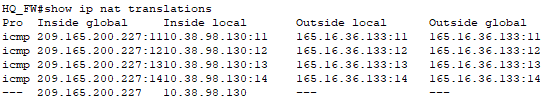 HQ_FW#show ip nat translations
Pro  Inside global     Inside local       Outside local      Outside global
icmp 209.165.200.227:1110.38.98.130:11    165.16.36.133:11   165.16.36.133:11
icmp 209.165.200.227:1210.38.98.130:12    165.16.36.133:12   165.16.36.133:12
icmp 209.165.200.227:1310.38.98.130:13    165.16.36.133:13   165.16.36.133:13
icmp 209.165.200.227:1410.38.98.130:14    165.16.36.133:14   165.16.36.133:14
---  209.165.200.227   10.38.98.130       ---                ---